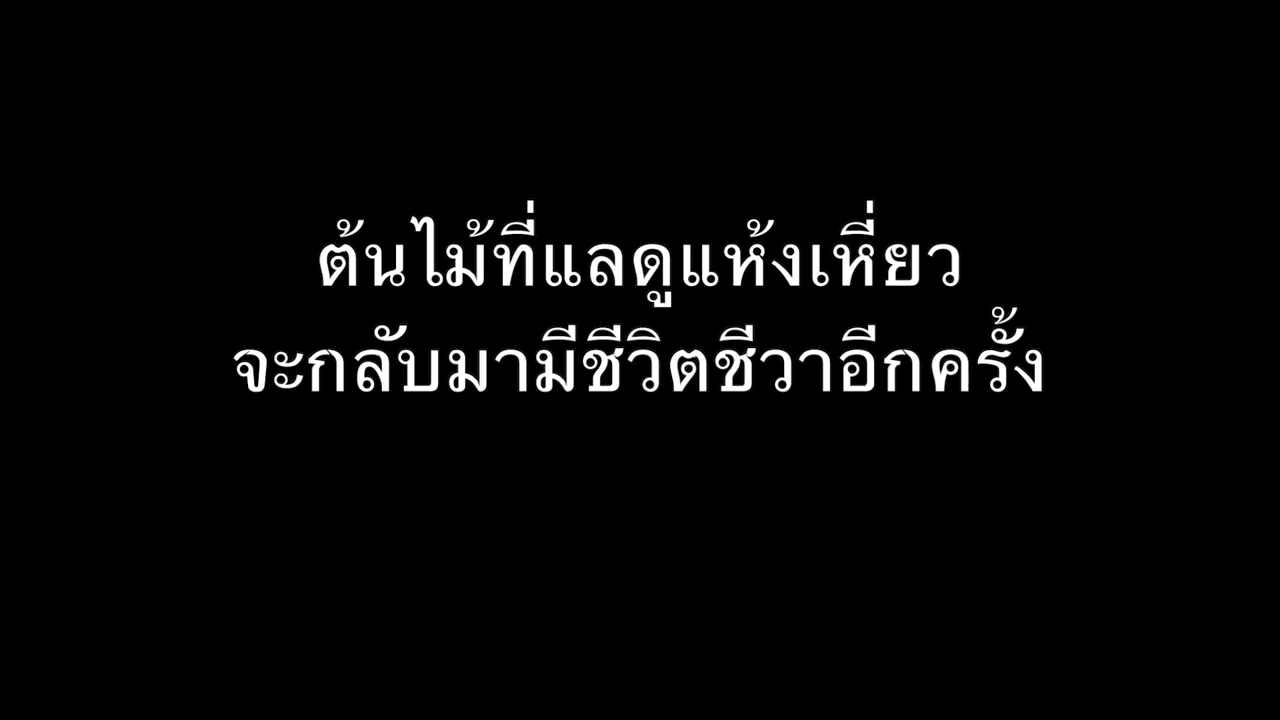 ต้นไม้ที่แลดูแห้งเหี่ยว
จะกลับมามีชีวิตชีวาอีกครั้ง